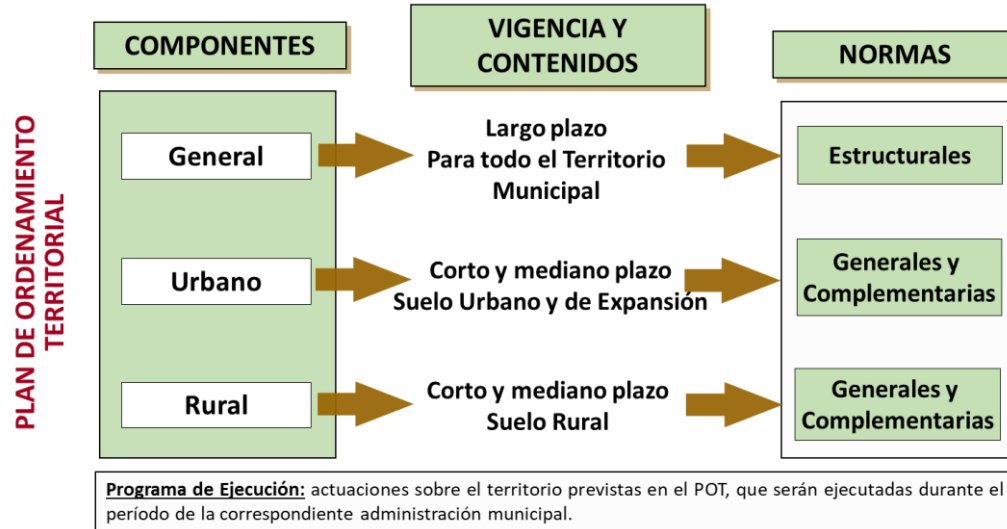 PLAN DE ORDENAMIENTO
TERRITORIAL
COMPONENTES
VIGENCIA Y
CONTENIDOS
NORMAS
General
Largo plazo
Para todo el Territorio
Municipal
Estructurales
Urbano
Corto y mediano plazo
Suelo Urbano y de Expansión
Generales y
Complementarias
Rural
Corto y mediano plazo
Suelo Rural
Generales y
Complementarias
Programa de Ejecución: actuaciones sobre el territorio previstas en el POT, que serán ejecutadas durante el
período de la correspondiente administración municipal.